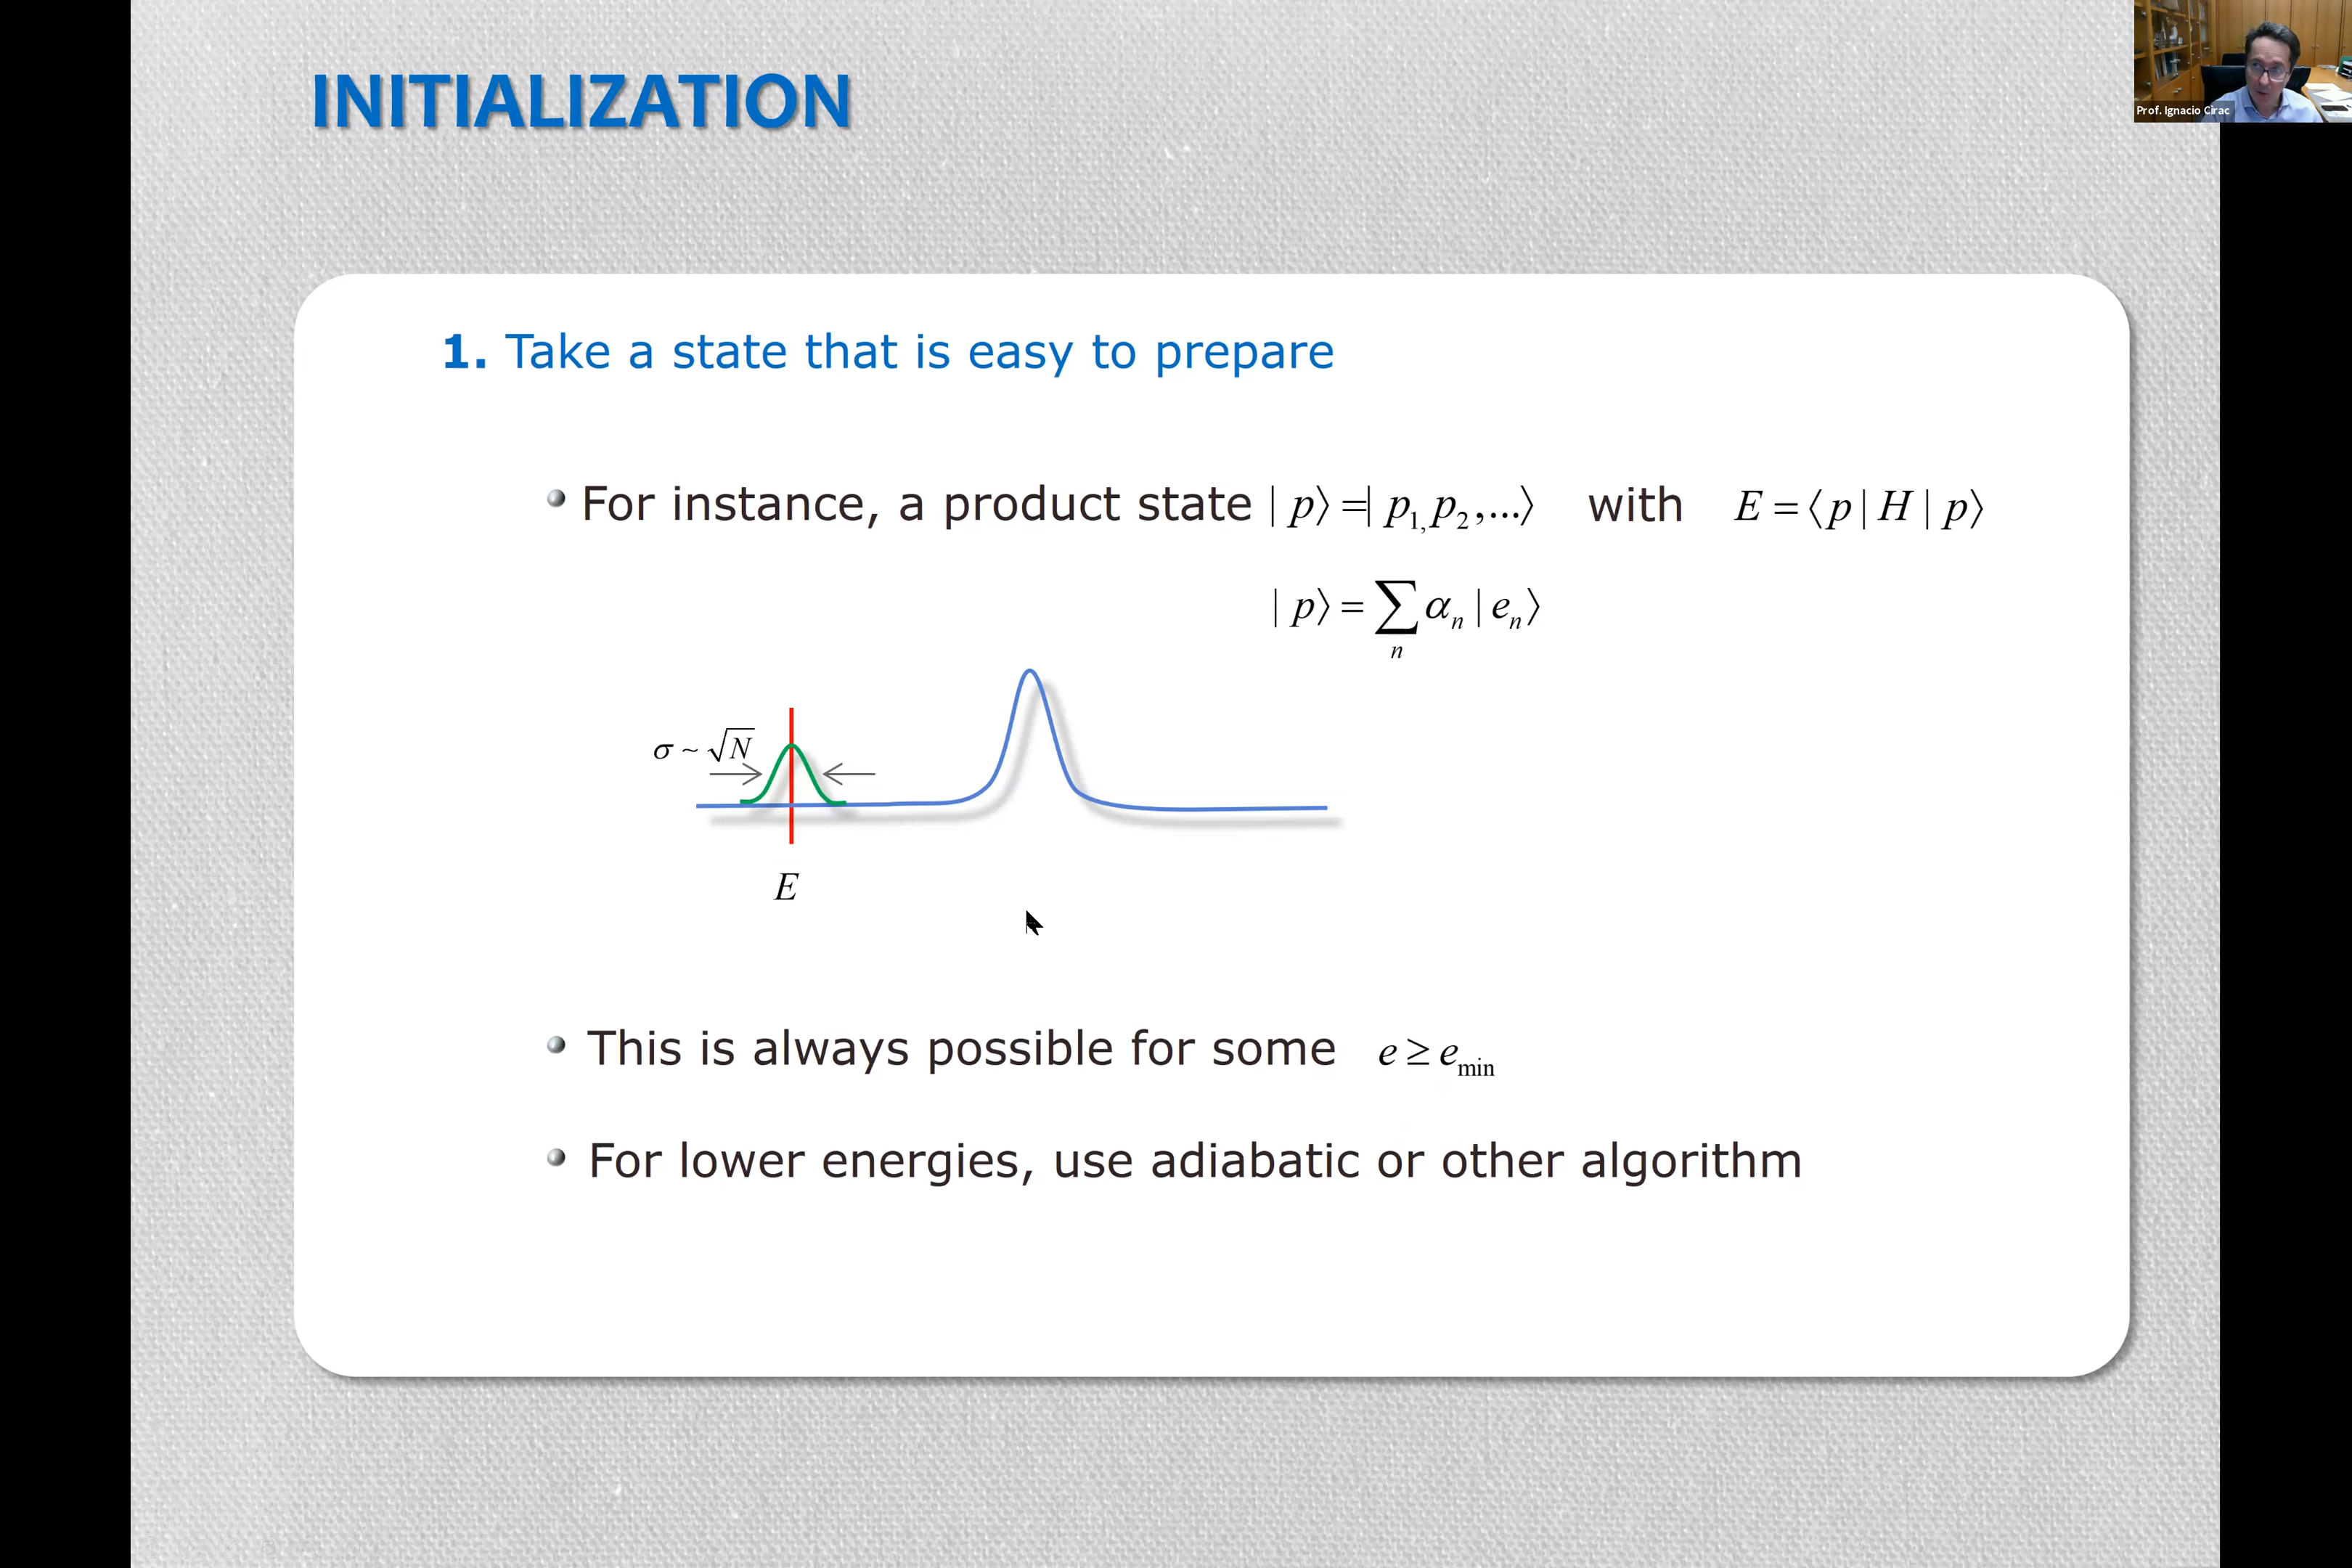 INITIALIZATION
Prof. Ignacio Cirac
1. Take a state that is easy to prepare
For instance, a product state | p⟩ =| p₁, p₂ ,...⟩ with E = ⟨p | H | p⟩
| p⟩ = ∑ₙ αₙ | eₙ⟩
σ ~ √N
E
This is always possible for some e ≥ e_min
For lower energies, use adiabatic or other algorithm